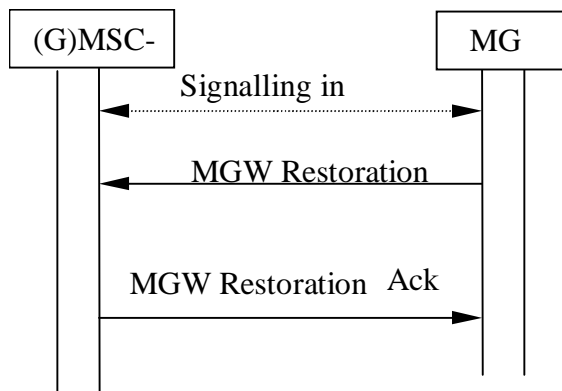 (G)MSC-
MG
Signalling in
MGW Restoration
MGW Restoration Ack